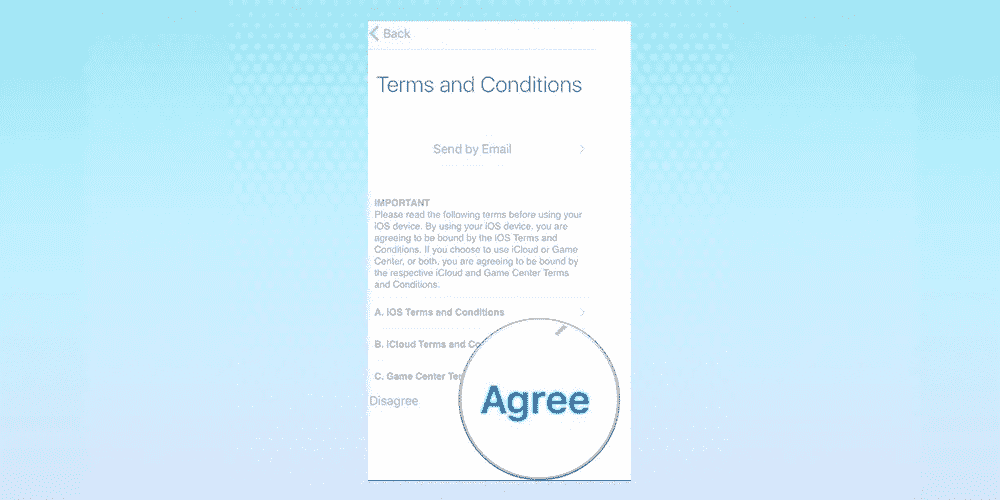 Back
Terms and Conditions
Send by Email
IMPORTANT
Please read the following terms before using your
iOS device. By using your iOS device, you are
agreeing to be bound by the iOS Terms and
Conditions. If you choose to use iCloud or Game
Center, or both, you are agreeing to be bound by
the respective iCloud and Game Center Terms
and Conditions.
A. iOS Terms and Conditions
B. iCloud Terms and Co
C. Game Center Ter
Disagree
Agree